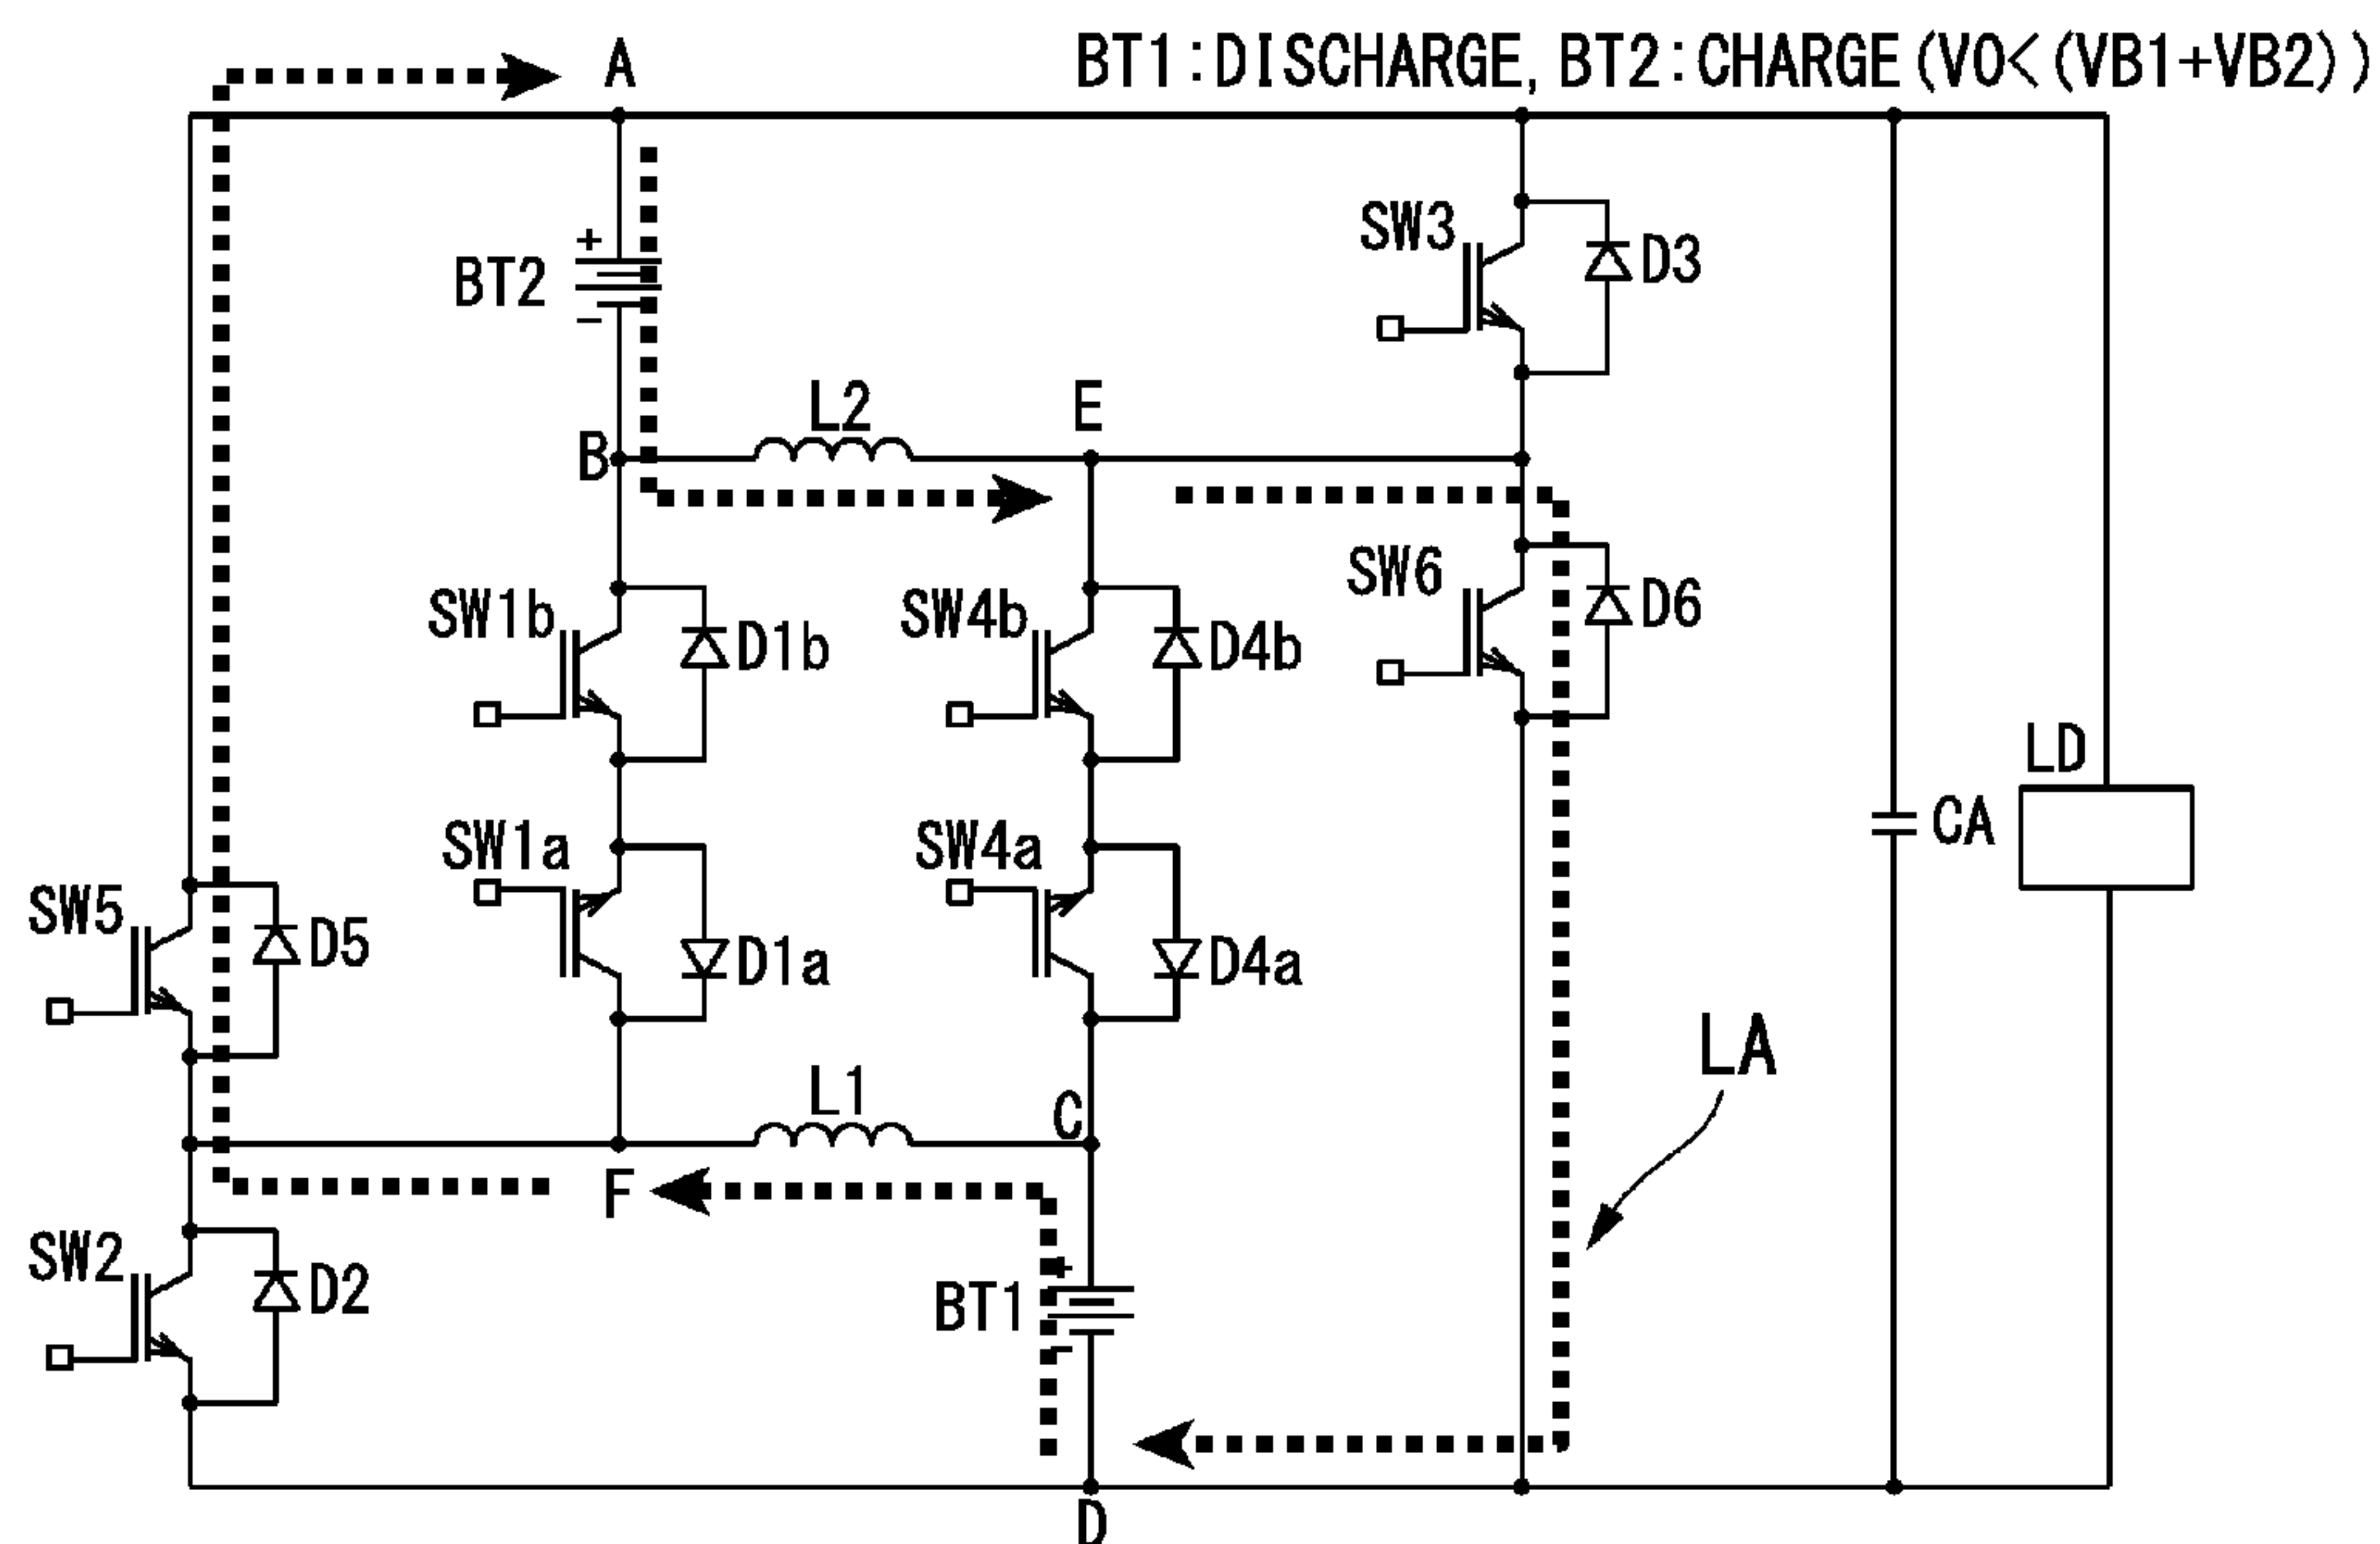 A
BT1:DISCHARGE, BT2:CHARGE(VO<(VB1+VB2))
SW3
D3
+
BT2
-
L2
E
B
SW6
D6
SW1b
D1b
SW4b
D4b
LD
CA
SW1a
D1a
SW4a
D4a
SW5
D5
LA
L1
C
F
SW2
D2
+
BT1
-
D